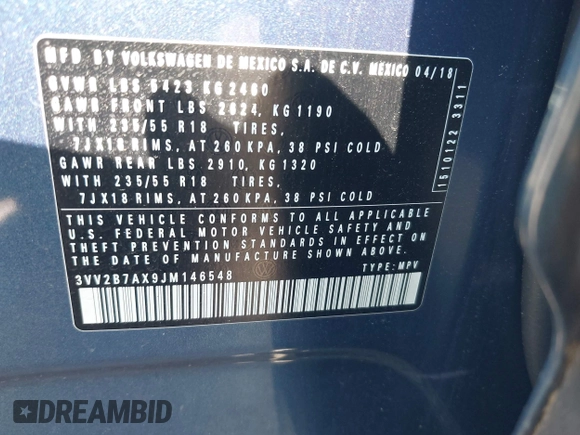 MFD BY VOLKSWAGEN DE MEXICO S.A. DE C.V. MEXICO 04/18
GVWR LBS 5423 KG 2460
GAWR FRONT LBS 2624, KG 1190
WITH 235/55 R18 TIRES,
7JX18 RIMS, AT 260 KPA, 38 PSI COLD
GAWR REAR LBS 2910, KG 1320
WITH 235/55 R18 TIRES,
7JX18 RIMS, AT 260 KPA, 38 PSI COLD
1510122 3311
THIS VEHICLE CONFORMS TO ALL APPLICABLE
U.S. FEDERAL MOTOR VEHICLE SAFETY AND
THEFT PREVENTION STANDARDS IN EFFECT ON
THE DATE OF MANUFACTURE SHOWN ABOVE.
3VV2B7AX9JM146548 TYPE: MPV
DREAMBID